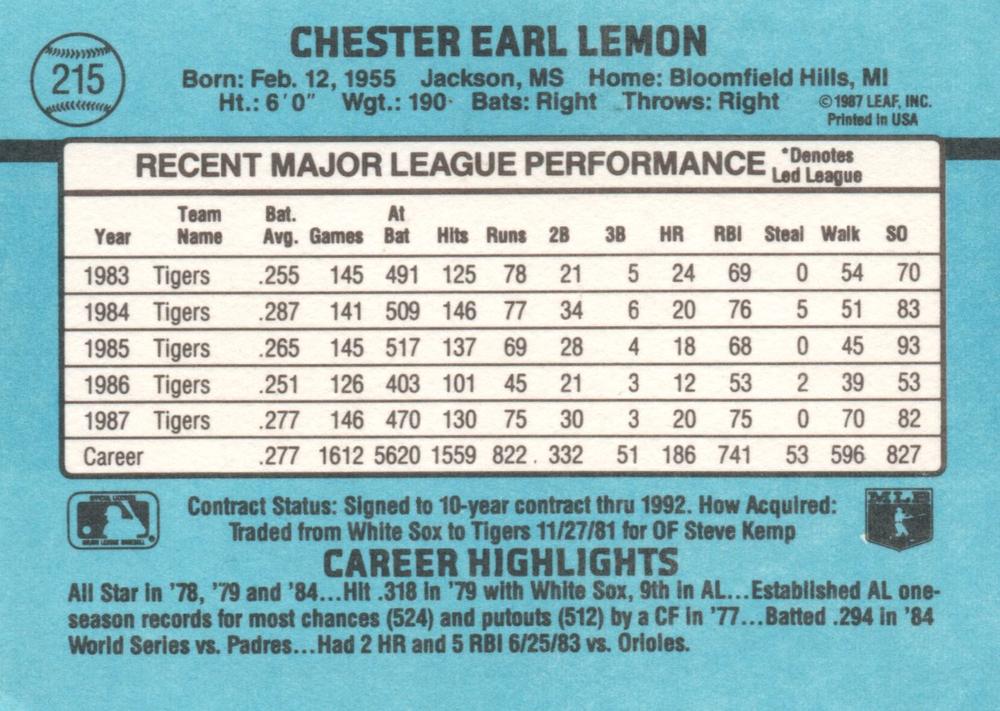 215
CHESTER EARL LEMON
Born: Feb. 12, 1955 Jackson, MS Home: Bloomfield Hills, MI
Ht.: 6'0" Wgt.: 190 Bats: Right Throws: Right
©1987 LEAF, INC.
Printed in USA
RECENT MAJOR LEAGUE PERFORMANCE *Denotes Led League
Year Team Name Bat. Avg. Games At Bat Hits Runs 2B 3B HR RBI Steal Walk SO
1983 Tigers .255 145 491 125 78 21 5 24 69 0 54 70
1984 Tigers .287 141 509 146 77 34 6 20 76 5 51 83
1985 Tigers .265 145 517 137 69 28 4 18 68 0 45 93
1986 Tigers .251 126 403 101 45 21 3 12 53 2 39 53
1987 Tigers .277 146 470 130 75 30 3 20 75 0 70 82
Career .277 1612 5620 1559 822 332 51 186 741 53 596 827
OFFICIAL LICENSEE
MAJOR LEAGUE BASEBALL
Contract Status: Signed to 10-year contract thru 1992. How Acquired:
Traded from White Sox to Tigers 11/27/81 for OF Steve Kemp
MLB
CAREER HIGHLIGHTS
All Star in '78, '79 and '84...Hit .318 in '79 with White Sox, 9th in AL...Established AL one-
season records for most chances (524) and putouts (512) by a CF in '77...Batted .294 in '84
World Series vs. Padres...Had 2 HR and 5 RBI 6/25/83 vs. Orioles.